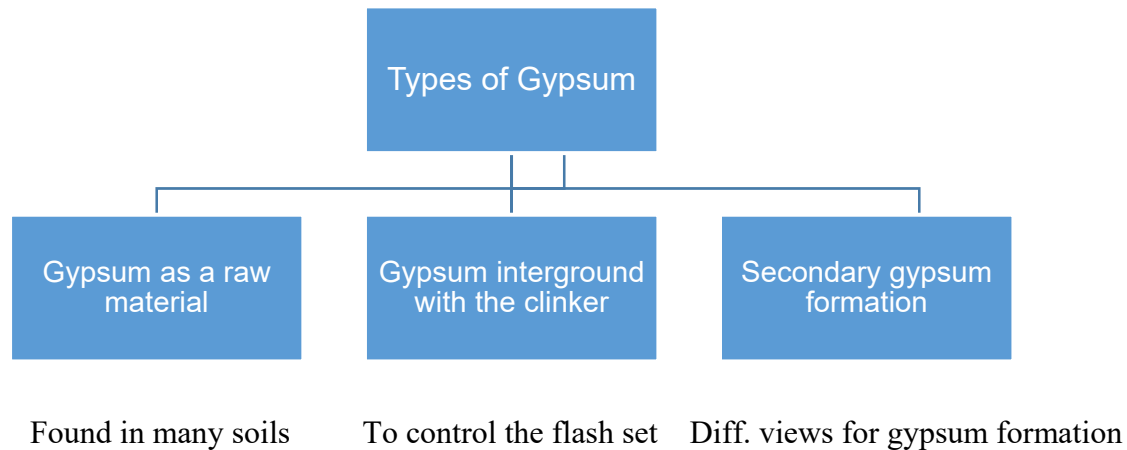 Types of Gypsum
Gypsum as a raw
material
Gypsum interground
with the clinker
Secondary gypsum
formation
Found in many soils
To control the flash set
Diff. views for gypsum formation